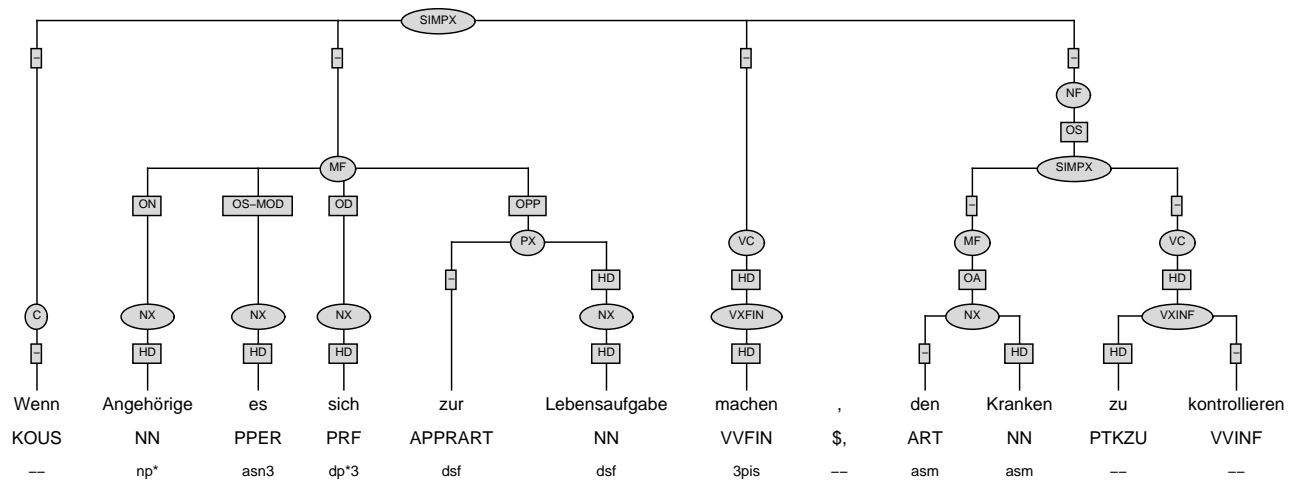 SIMPX
– – – –
NF
OS
MF SIMPX
ON OS–MOD OD OPP – –
PX VC MF VC
– HD HD OA HD
C NX NX NX NX VXFIN NX VXINF
– HD HD HD HD HD – HD HD –
Wenn Angehörige es sich zur Lebensaufgabe machen , den Kranken zu kontrollieren
KOUS NN PPER PRF APPRART NN VVFIN $, ART NN PTKZU VVINF
–– np* asn3 dp*3 dsf dsf 3pis –– asm asm –– ––